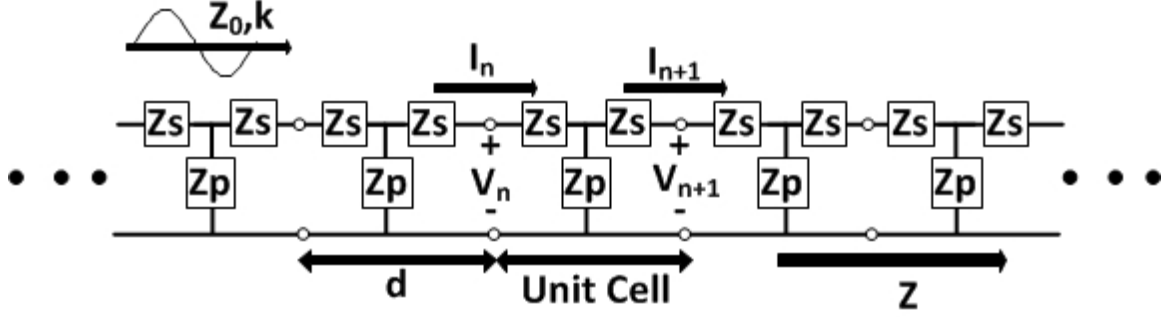 Z₀,k
Iₙ Iₙ₊₁
Zs Zs Zs Zs Zs Zs Zs Zs Zs Zs
+ +
Zp Zp Vₙ Zp Vₙ₊₁ Zp Zp
- -
d Unit Cell Z